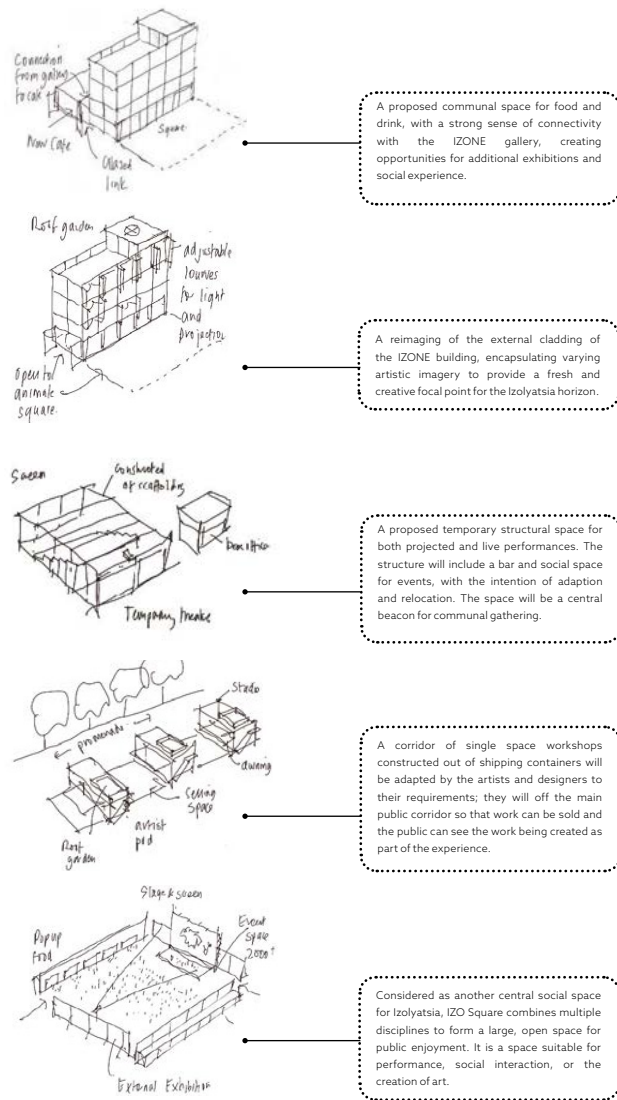 Connection
from gallery
to cafe
New Cafe
Glazed
link
Square
A proposed communal space for food and
drink, with a strong sense of connectivity
with the IZONE gallery, creating
opportunities for additional exhibitions and
social experience.
Roof garden
adjustable
louvres
for light
and
projection
open to
animate
square.
A reimaging of the external cladding of
the IZONE building, encapsulating varying
artistic imagery to provide a fresh and
creative focal point for the Izolyatsia horizon.
Screen
constructed
of scaffolding
Box office
Temporary theatre
A proposed temporary structural space for
both projected and live performances. The
structure will include a bar and social space
for events, with the intention of adaption
and relocation. The space will be a central
beacon for communal gathering.
promenade
Studio
awning
Selling
space
artist
pod
Roof
garden
A corridor of single space workshops
constructed out of shipping containers will
be adapted by the artists and designers to
their requirements; they will off the main
public corridor so that work can be sold and
the public can see the work being created as
part of the experience.
Stage & screen
Pop up
food
Event
space
External Exhibition
Considered as another central social space
for Izolyatsia, IZO Square combines multiple
disciplines to form a large, open space for
public enjoyment. It is a space suitable for
performance, social interaction, or the
creation of art.